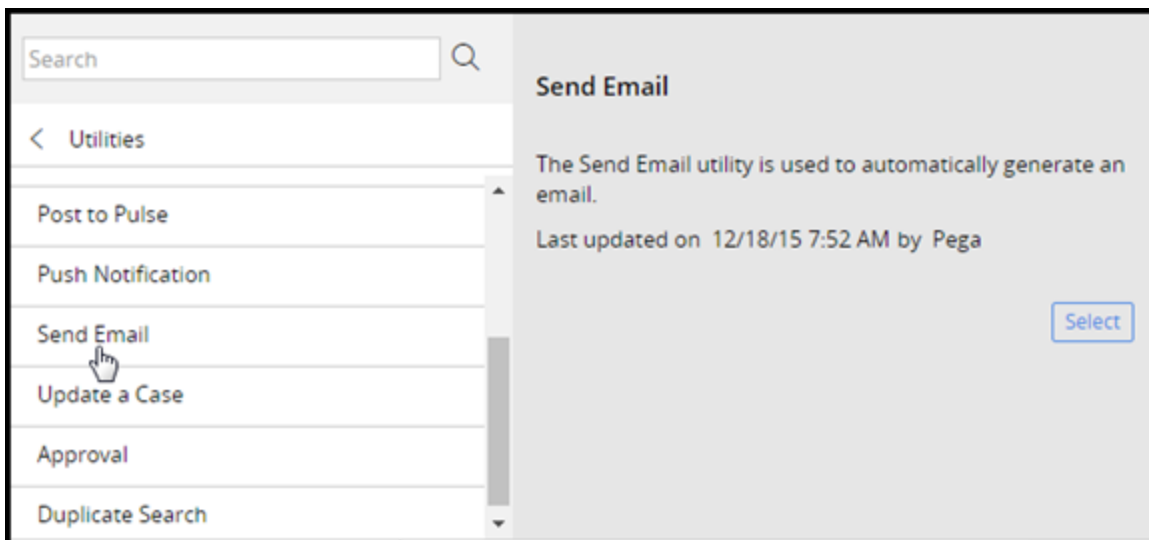 Search
Utilities
Post to Pulse
Push Notification
Send Email
Update a Case
Approval
Duplicate Search
Send Email
The Send Email utility is used to automatically generate an
email.
Last updated on 12/18/15 7:52 AM by Pega
Select